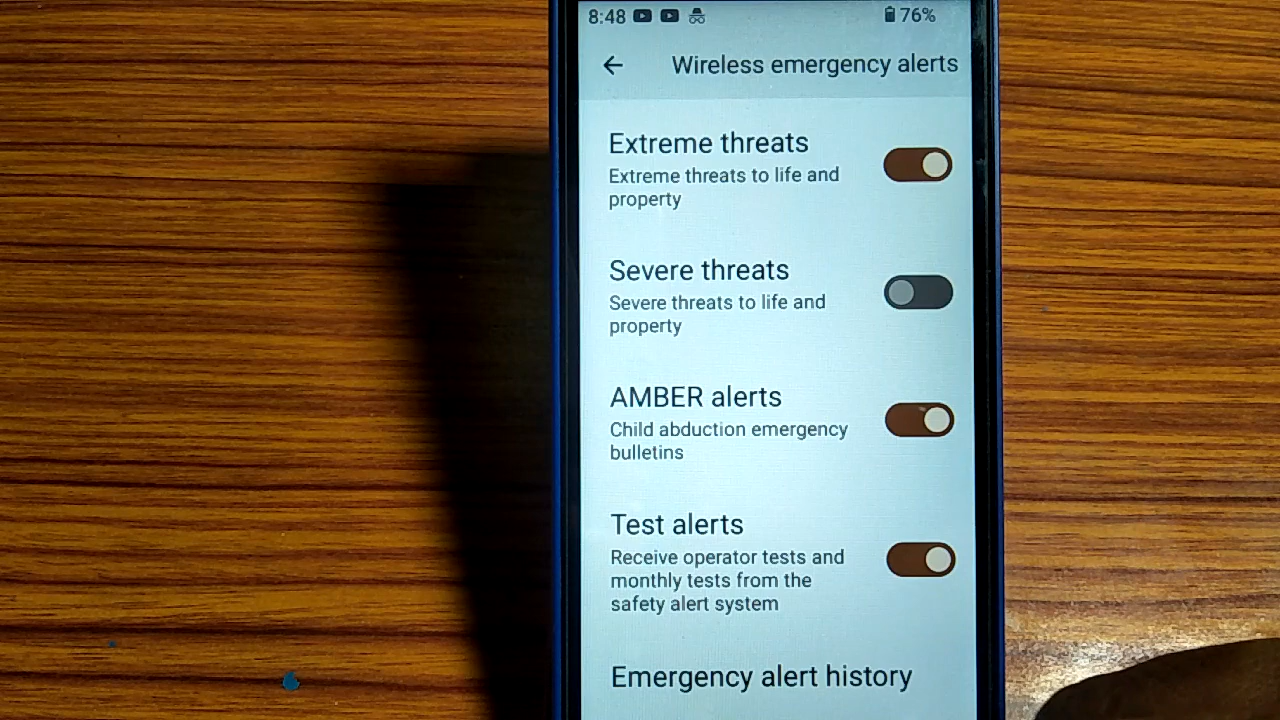 8:48 76%
Wireless emergency alerts
Extreme threats
Extreme threats to life and
property
Severe threats
Severe threats to life and
property
AMBER alerts
Child abduction emergency
bulletins
Test alerts
Receive operator tests and
monthly tests from the
safety alert system
Emergency alert history